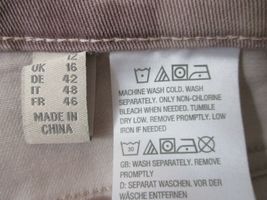 12
UK 16
DE 42
IT 48
FR 46
MADE IN
CHINA
MACHINE WASH COLD. WASH
SEPARATELY. ONLY NON-CHLORINE
BLEACH WHEN NEEDED. TUMBLE
DRY LOW. REMOVE PROMPTLY. LOW
IRON IF NEEDED.
30
GB: WASH SEPARATELY. REMOVE
PROMPTLY
D: SEPARAT WASCHEN. VOR DER
WÄSCHE ENTFERNEN